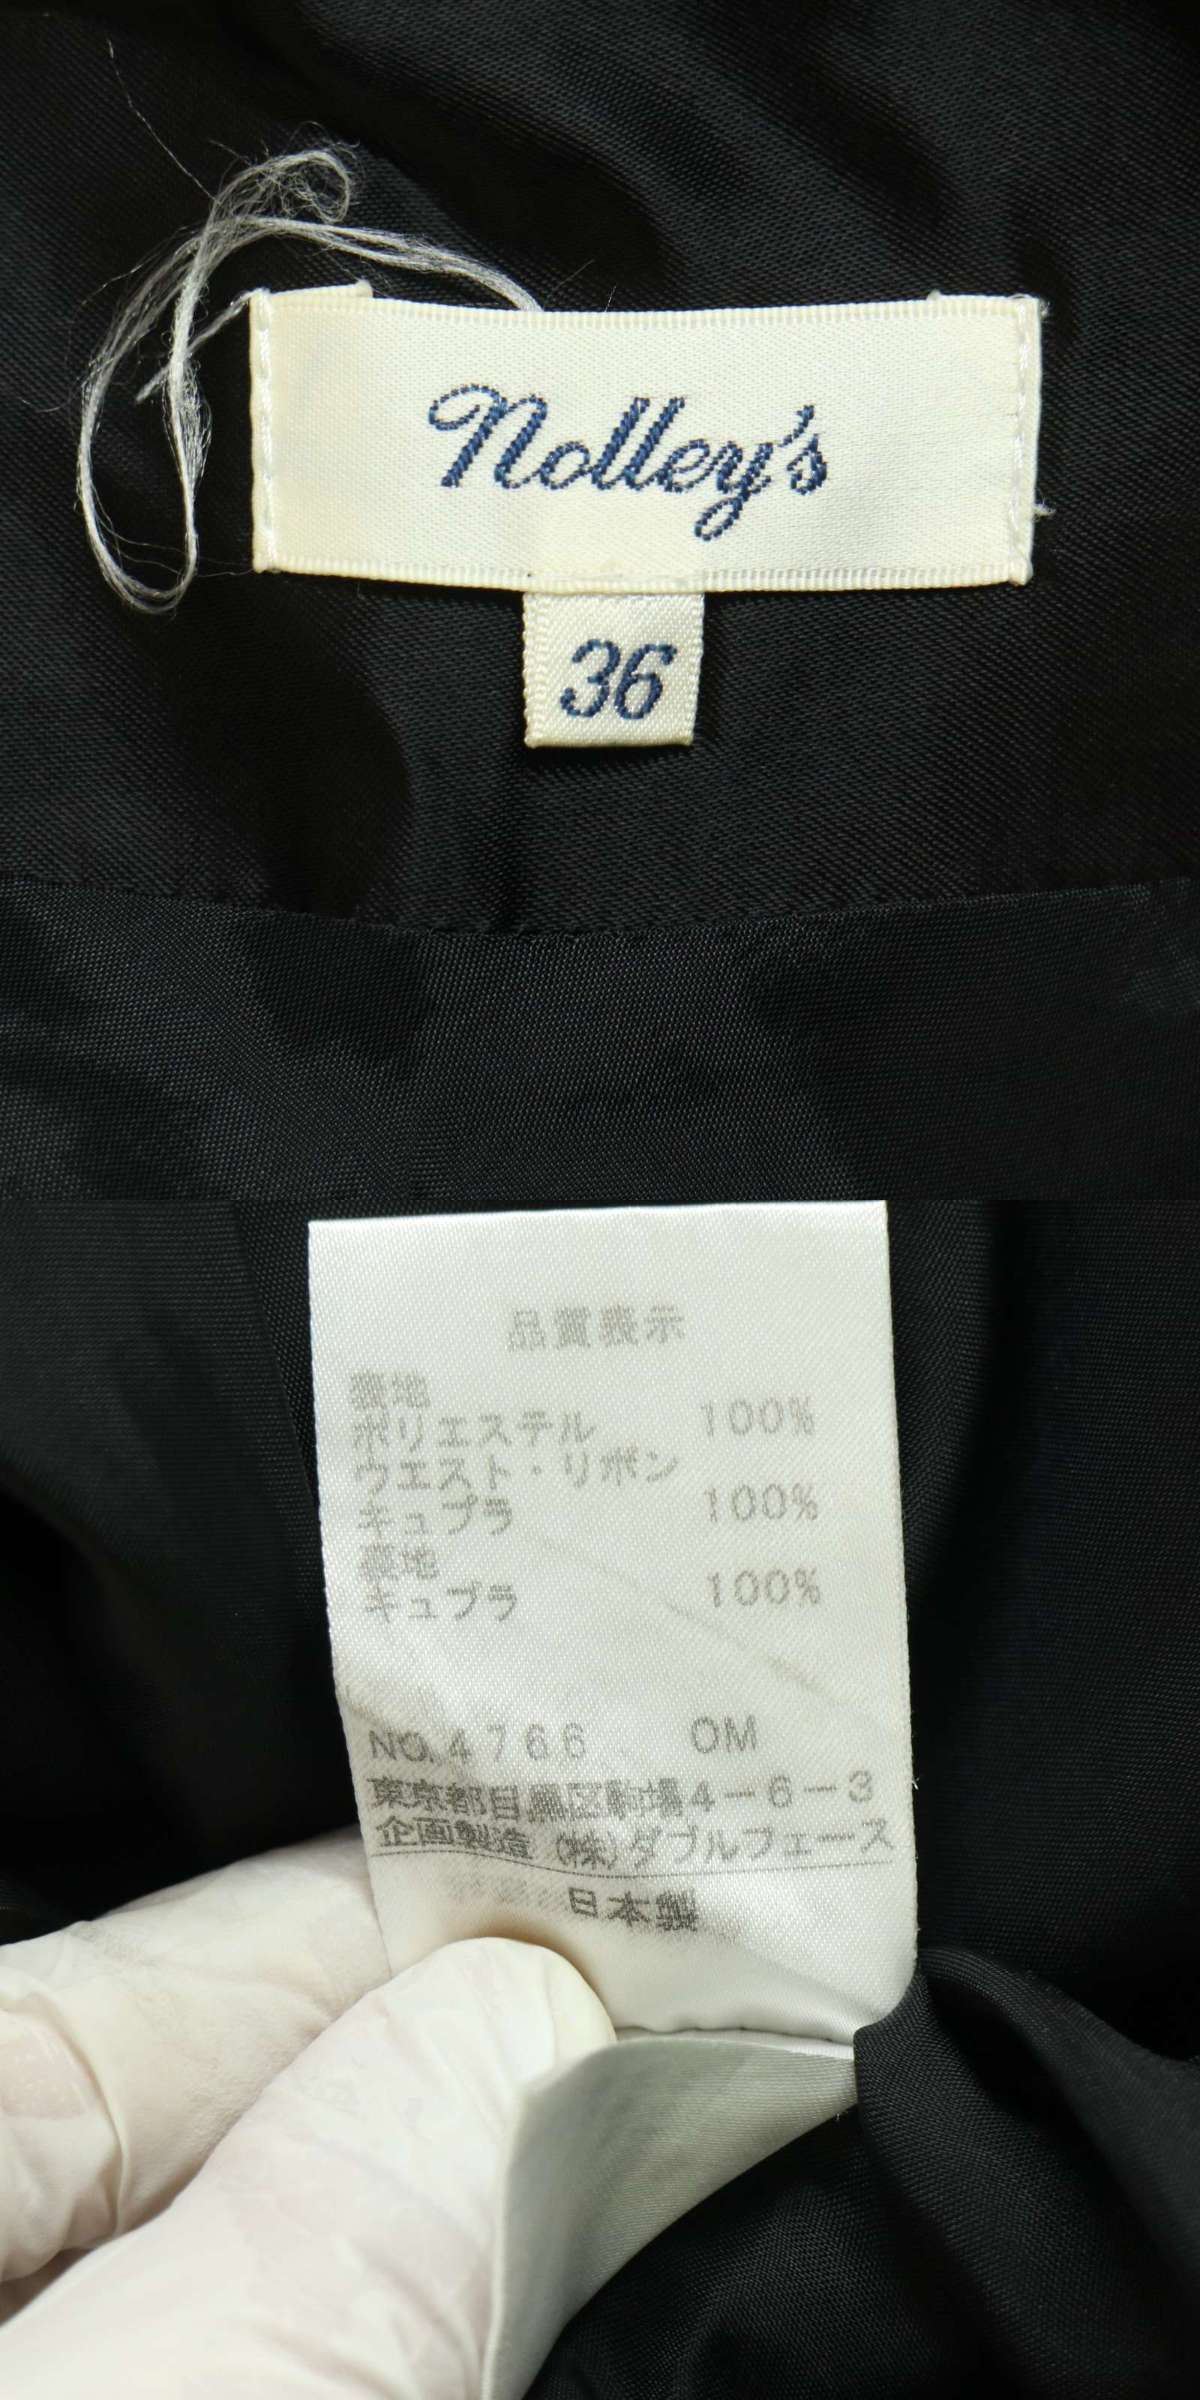 Nolley's
36
品質表示
表地
ポリエステル 100%
ウエスト・リボン
キュプラ 100%
裏地
キュプラ 100%
NO.4766 OM
東京都目黒区駒場4-6-3
企画製造 (株)ダブルフェース
日本製